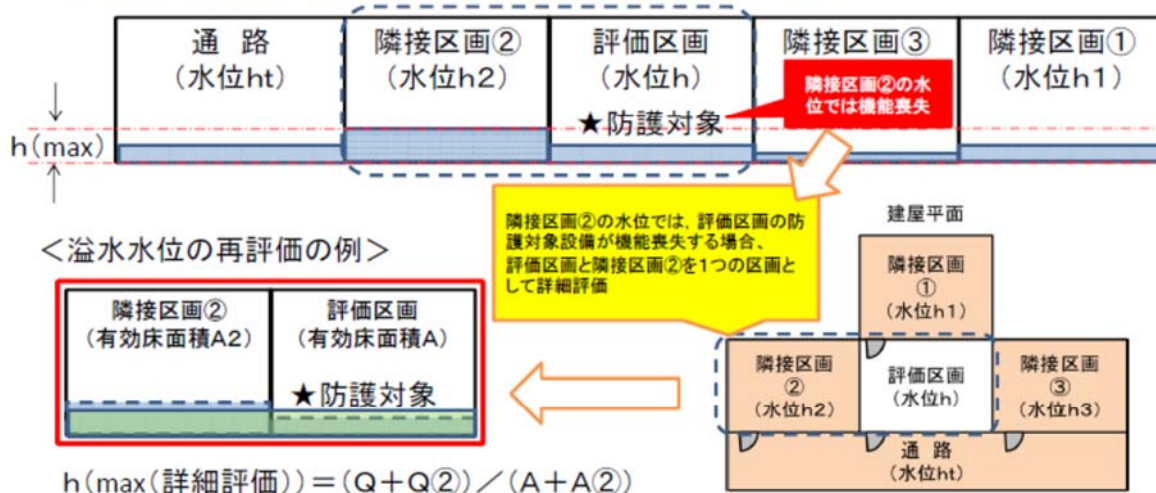 通 路
(水位ht)
隣接区画②
(水位h2)
評価区画
(水位h)
★防護対象
隣接区画③
隣接区画②の水
位では機能喪失
隣接区画①
(水位h1)
h(max)
隣接区画②の水位では,評価区画の防
護対象設備が機能喪失する場合、
評価区画と隣接区画②を1つの区画と
して詳細評価
<溢水水位の再評価の例>
隣接区画②
(有効床面積A2)
評価区画
(有効床面積A)
★防護対象
h(max(詳細評価))=(Q+Q②)/(A+A②)
建屋平面
隣接区画
①
(水位h1)
隣接区画
②
(水位h2)
評価区画
(水位h)
隣接区画
③
(水位h3)
通 路
(水位ht)